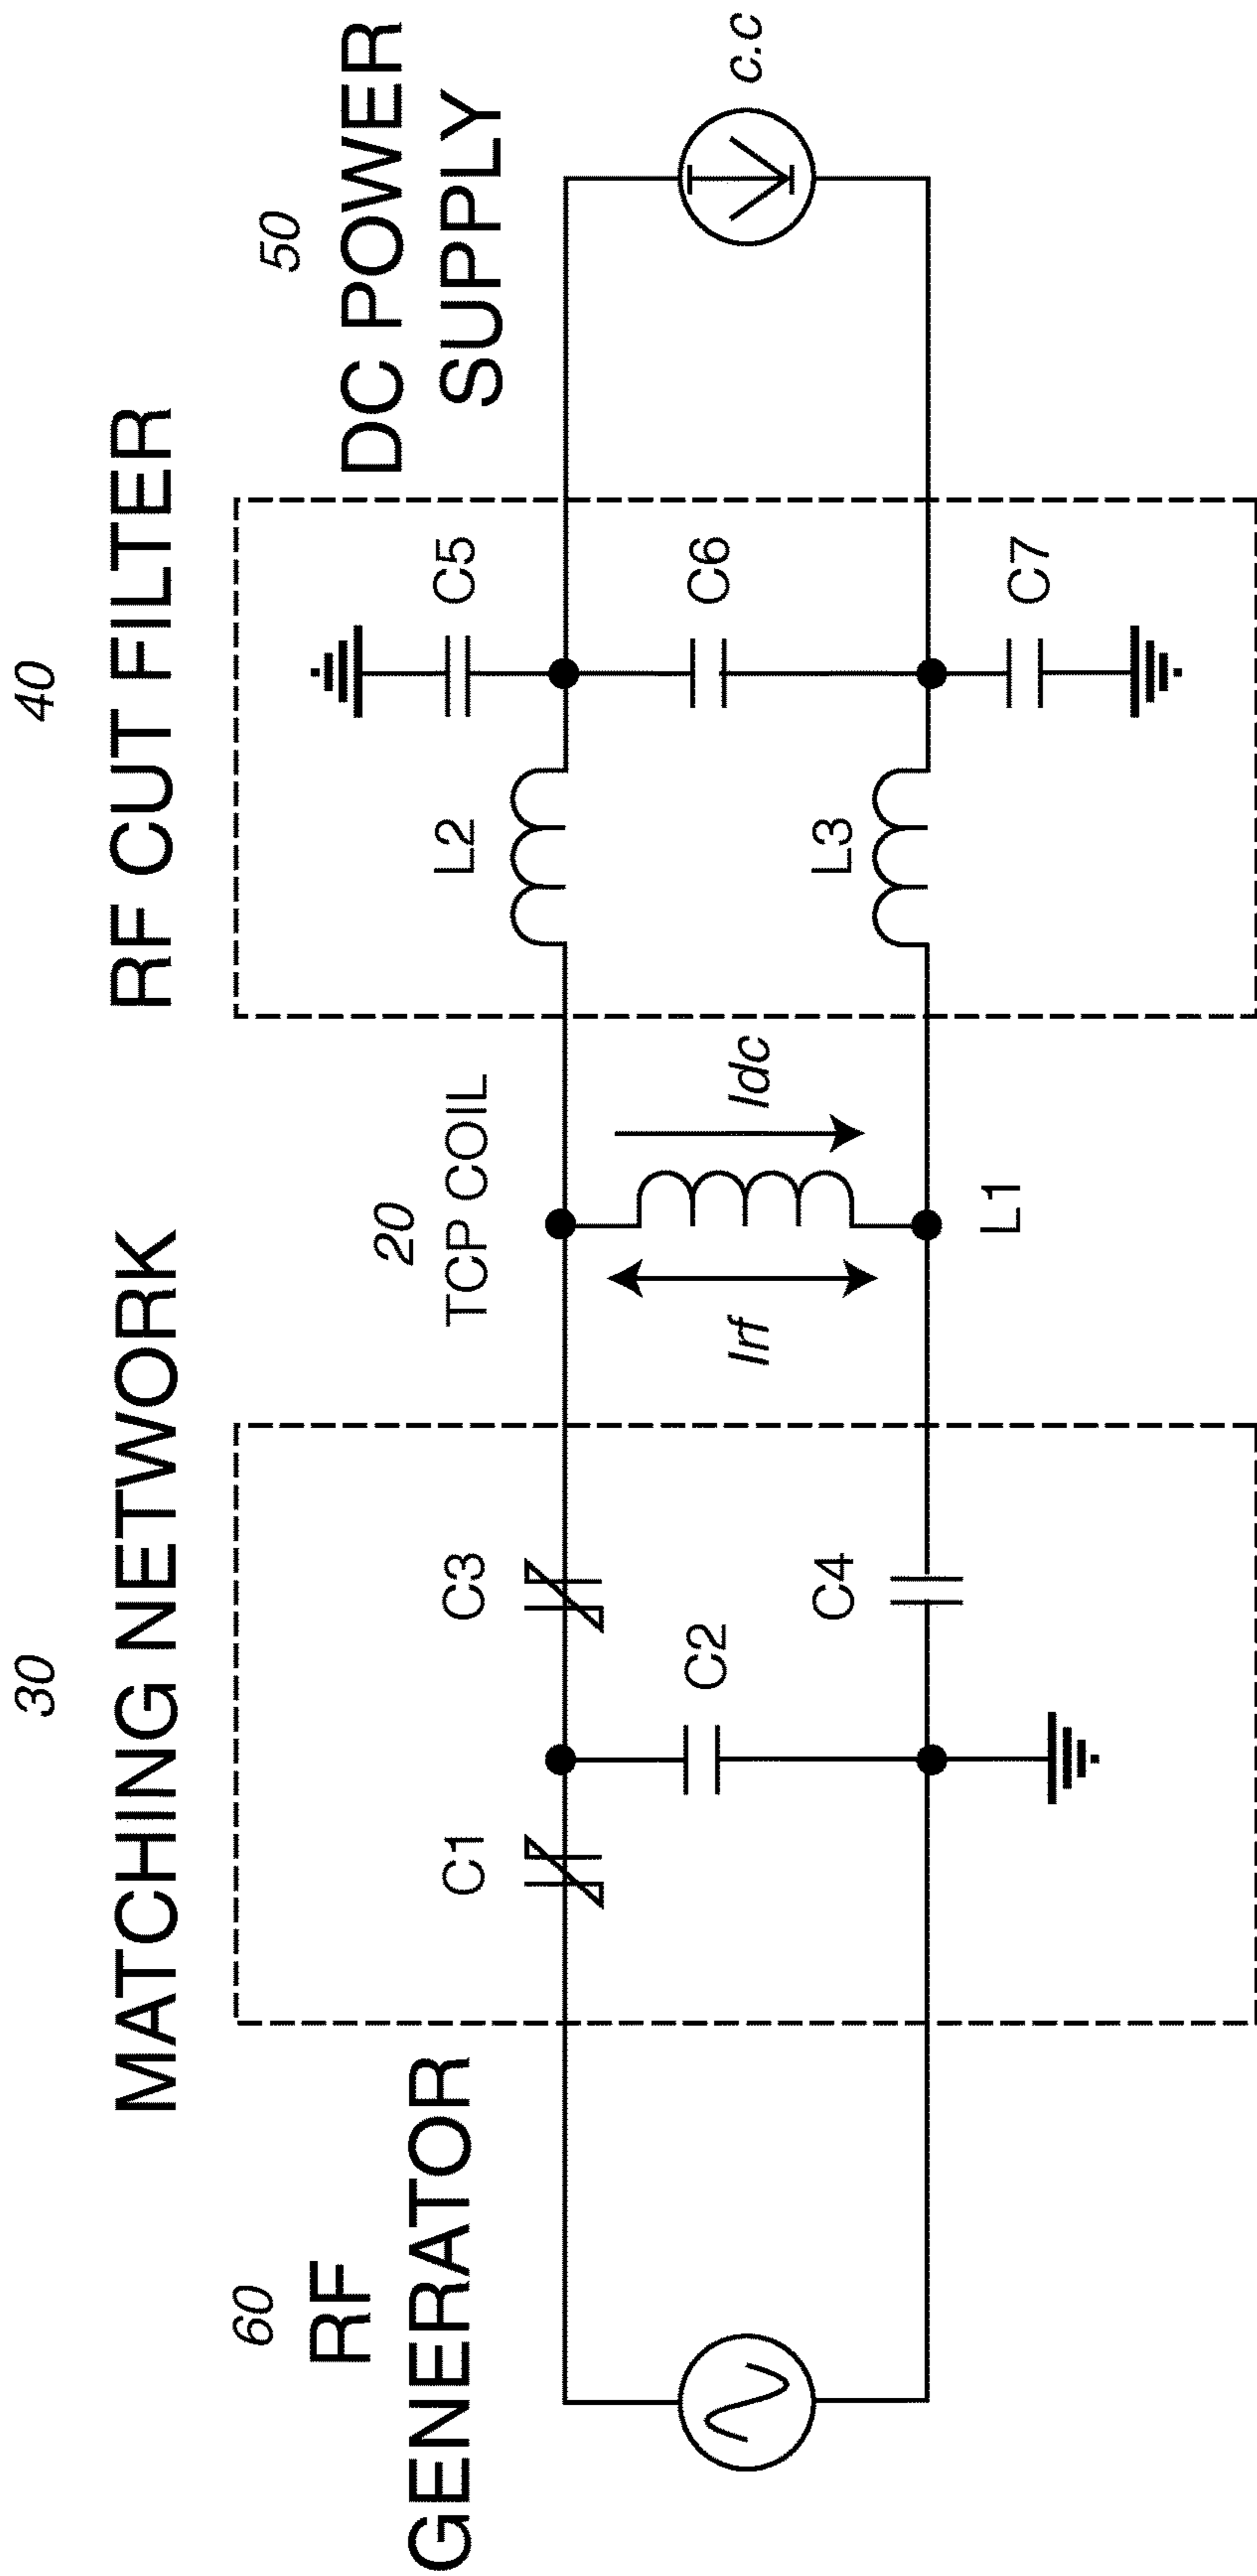 30
MATCHING NETWORK
40
RF CUT FILTER
60
RF
GENERATOR
20
TCP COIL
50
DC POWER
SUPPLY
C1
C3
L2
C5
C2
C4
Irf
Idc
L3
C6
c.c
L1
C7